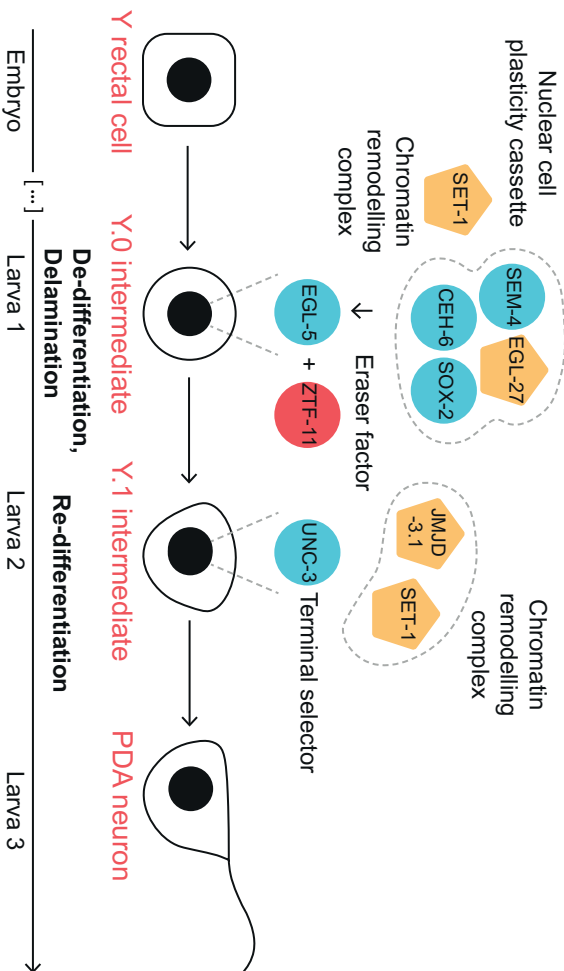 Nuclear cell
plasticity cassette
SET-1
Chromatin
remodelling
complex
SEM-4
EGL-27
CEH-6
SOX-2
EGL-5
+
ZTF-11
Eraser factor
JMJD
-3.1
SET-1
Chromatin
remodelling
complex
UNC-3
Terminal selector
Y rectal cell
Y.0 intermediate
Y.1 intermediate
PDA neuron
De-differentiation,
Delamination
Re-differentiation
Embryo
[...]
Larva 1
Larva 2
Larva 3